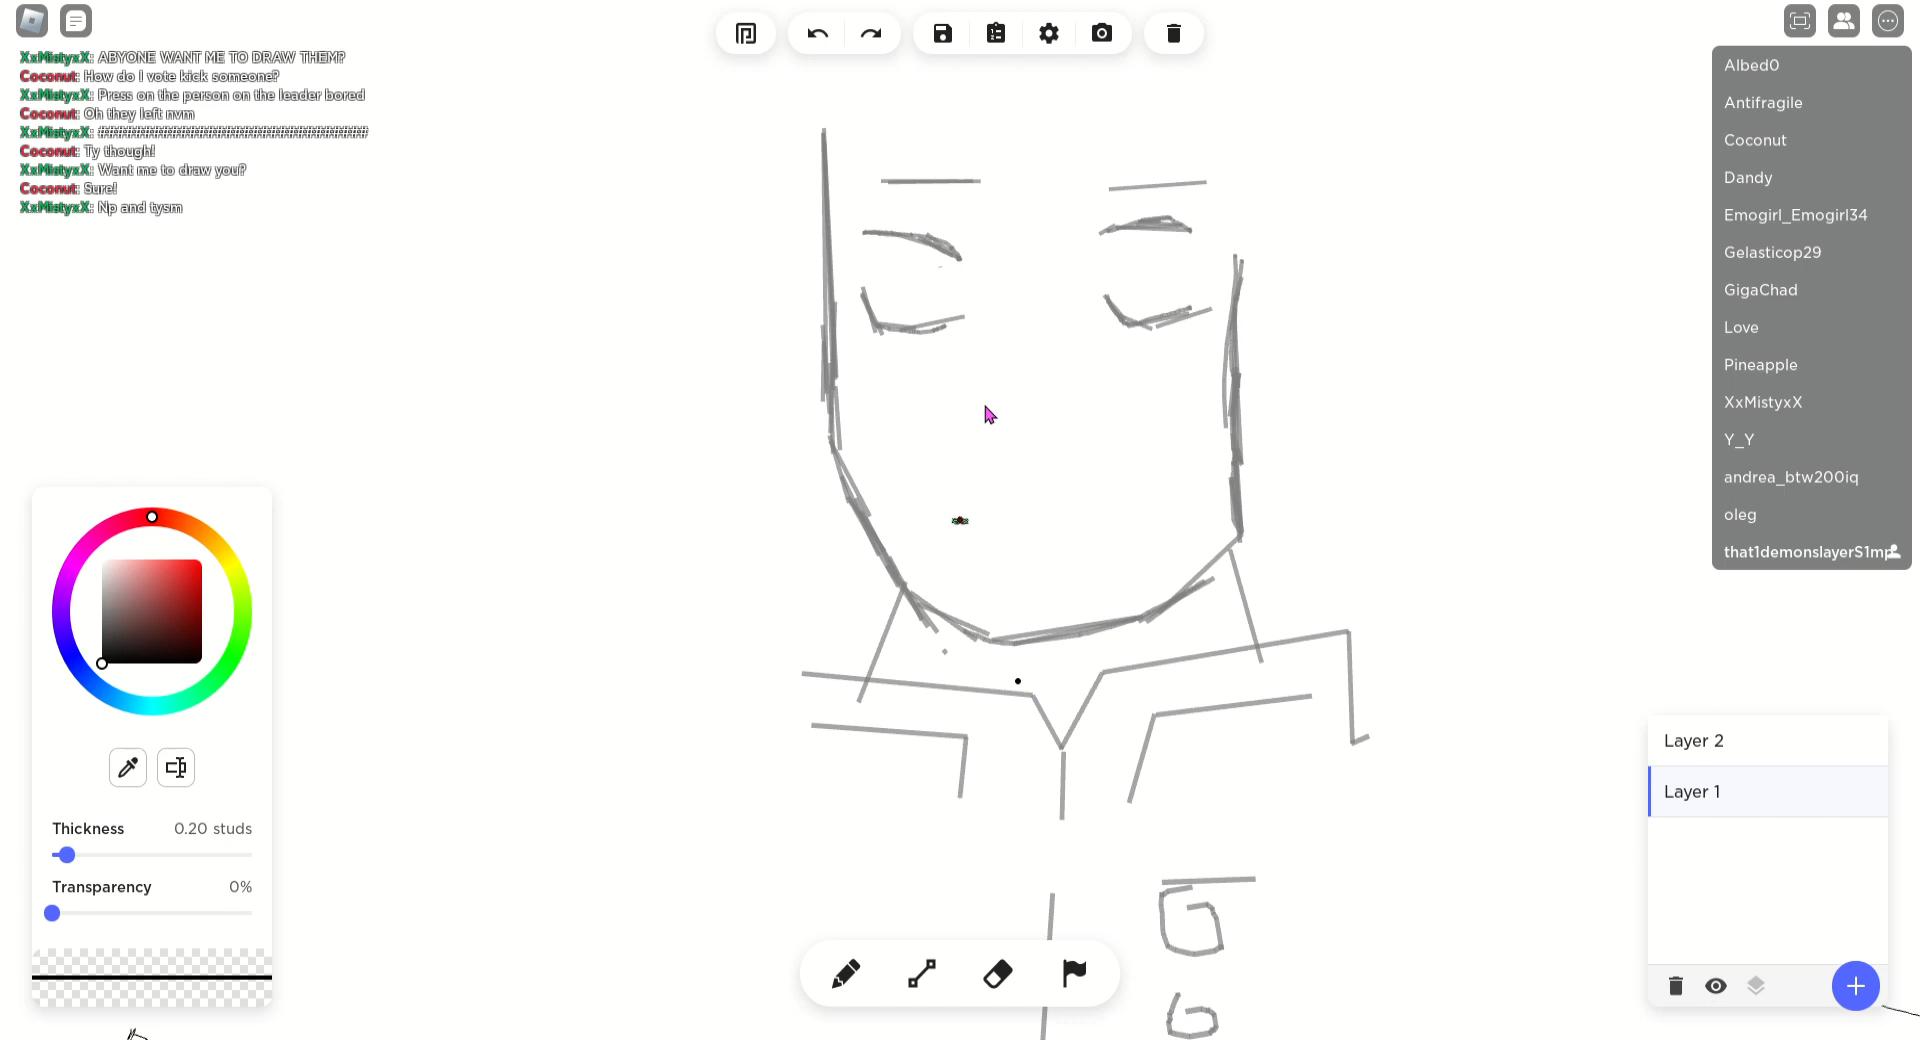 XxMistyxX: ABYONE WANT ME TO DRAW THEM?
Coconut: How do I vote kick someone?
XxMistyxX: Press on the person on the leader bored
Coconut: Oh they left nvm
XxMistyxX:
Coconut: Ty though!
XxMistyxX: Want me to draw you?
Coconut: Sure!
XxMistyxX: Np and tysm
Albed0
Antifragile
Coconut
Dandy
Emogirl_Emogirl34
Gelasticop29
GigaChad
Love
Pineapple
XxMistyxX
Y_Y
andrea_btw200iq
oleg
that1demonslayerS1mp
Thickness 0.20 studs
Transparency 0%
Layer 2
Layer 1